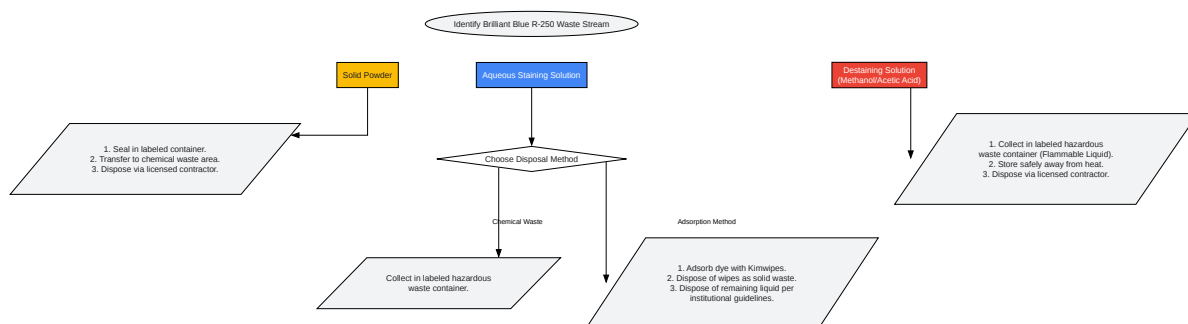 Identify Brilliant Blue R-250 Waste Stream
Solid Powder
Aqueous Staining Solution
Destaining Solution
(Methanol/Acetic Acid)
1. Seal in labeled container.
2. Transfer to chemical waste area.
3. Dispose via licensed contractor.
Choose Disposal Method
1. Collect in labeled hazardous
waste container (Flammable Liquid).
2. Store safely away from heat.
3. Dispose via licensed contractor.
Chemical Waste
Adsorption Method
Collect in labeled hazardous
waste container.
1. Adsorb dye with Kimwipes.
2. Dispose of wipes as solid waste.
3. Dispose of remaining liquid per
institutional guidelines.